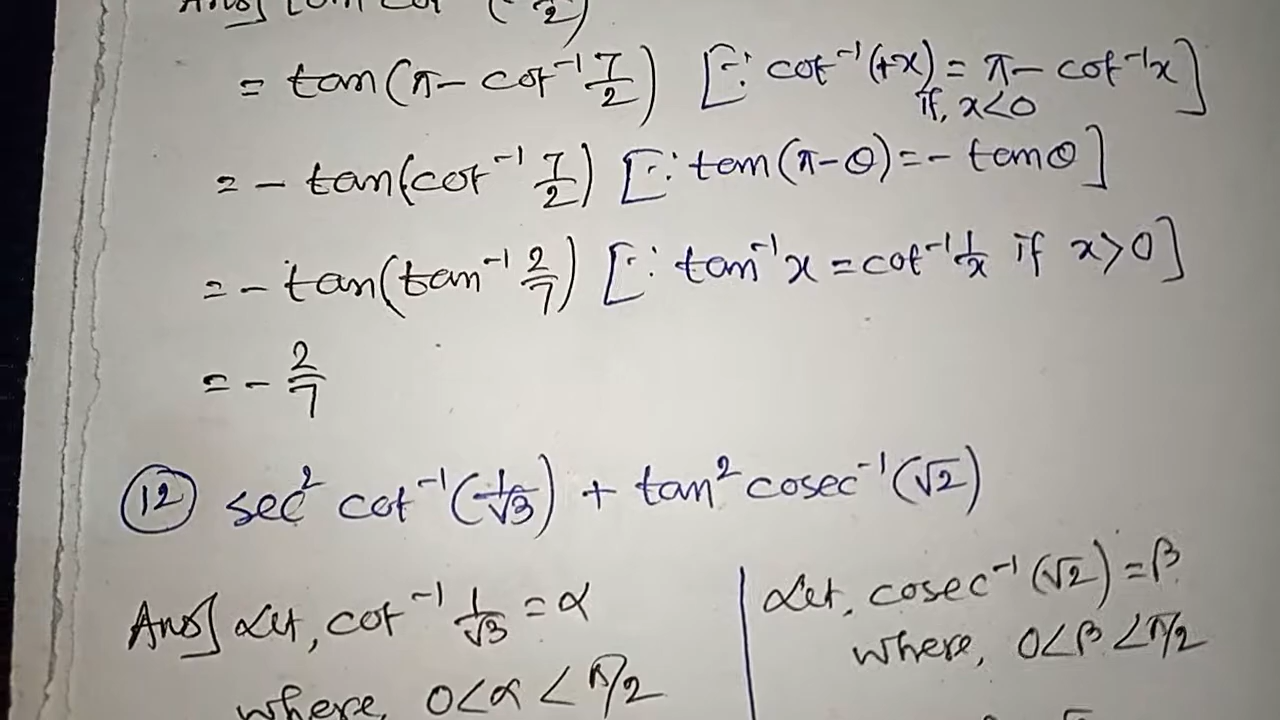 = tan(π - cot⁻¹ 7/2) [∵ cot⁻¹(+x) = π - cot⁻¹x]
if, x<0
= - tan(cot⁻¹ 7/2) [∵ tan(π-θ) = - tanθ]
= - tan(tan⁻¹ 2/7) [∵ tan⁻¹x = cot⁻¹ 1/x if x>0]
= - 2/7
(12) sec² cot⁻¹(1/√3) + tan² cosec⁻¹(√2)
Ans] Let, cot⁻¹ 1/√3 = α
where, 0<α<π/2
Let, cosec⁻¹(√2) = β
where, 0<β<π/2